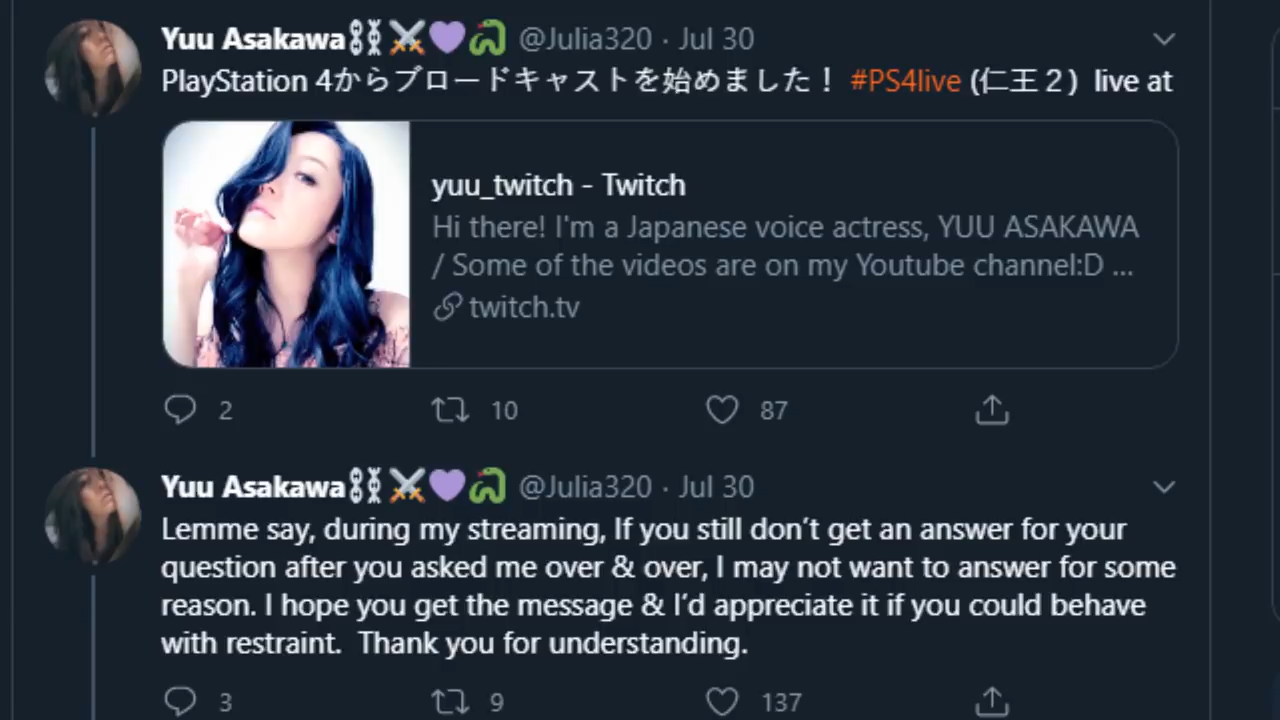 Yuu Asakawa⛓⚔💜🐍 @Julia320 · Jul 30
PlayStation 4からブロードキャストを始めました！ #PS4live (仁王２) live at
yuu_twitch - Twitch
Hi there! I'm a Japanese voice actress, YUU ASAKAWA
/ Some of the videos are on my Youtube channel:D ...
twitch.tv
2 10 87
Yuu Asakawa⛓⚔💜🐍 @Julia320 · Jul 30
Lemme say, during my streaming, If you still don’t get an answer for your
question after you asked me over & over, I may not want to answer for some
reason. I hope you get the message & I’d appreciate it if you could behave
with restraint.  Thank you for understanding.
3 9 137